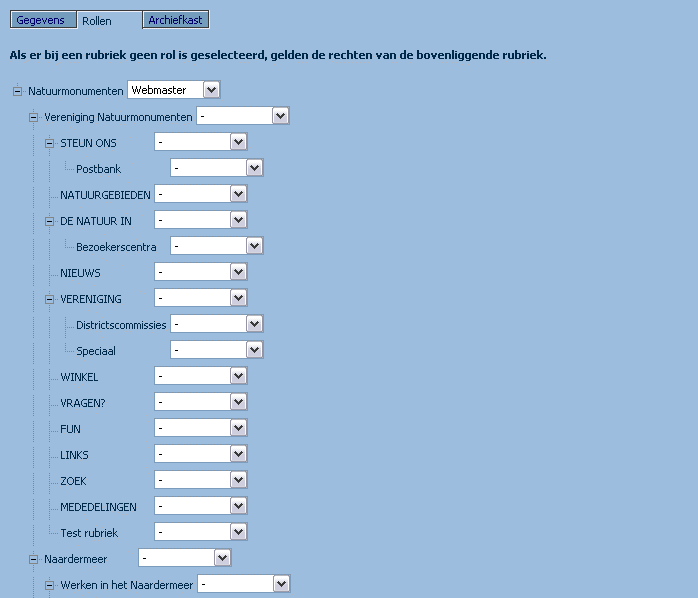 Gegevens Rollen Archiefkast
Als er bij een rubriek geen rol is geselecteerd, gelden de rechten van de bovenliggende rubriek.
Natuurmonumenten Webmaster
Vereniging Natuurmonumenten -
STEUN ONS -
Postbank -
NATUURGEBIEDEN -
DE NATUUR IN -
Bezoekerscentra -
NIEUWS -
VERENIGING -
Districtscommissies -
Speciaal -
WINKEL -
VRAGEN? -
FUN -
LINKS -
ZOEK -
MEDEDELINGEN -
Test rubriek -
Naardermeer -
Werken in het Naardermeer -